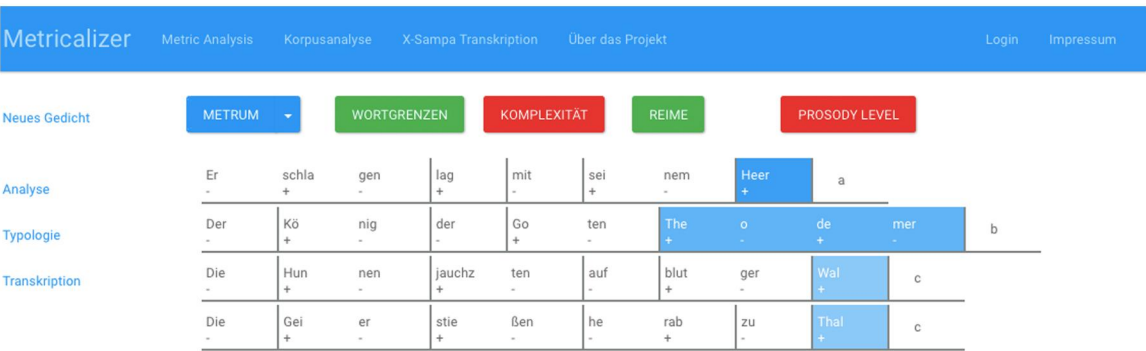 Metricalizer Metric Analysis Korpusanalyse X-Sampa Transkription Über das Projekt Login Impressum
Neues Gedicht METRUM WORTGRENZEN KOMPLEXITÄT REIME PROSODY LEVEL
Er schla gen lag mit sei nem Heer a
Analyse - + - + - + - +
Der Kö nig der Go ten The o de mer b
Typologie - + - - + - + - + -
Die Hun nen jauchz ten auf blut ger Wal c
Transkription - + - + - - + - +
Die Gei er stie ßen he rab zu Thal c
- + - + - - + - +